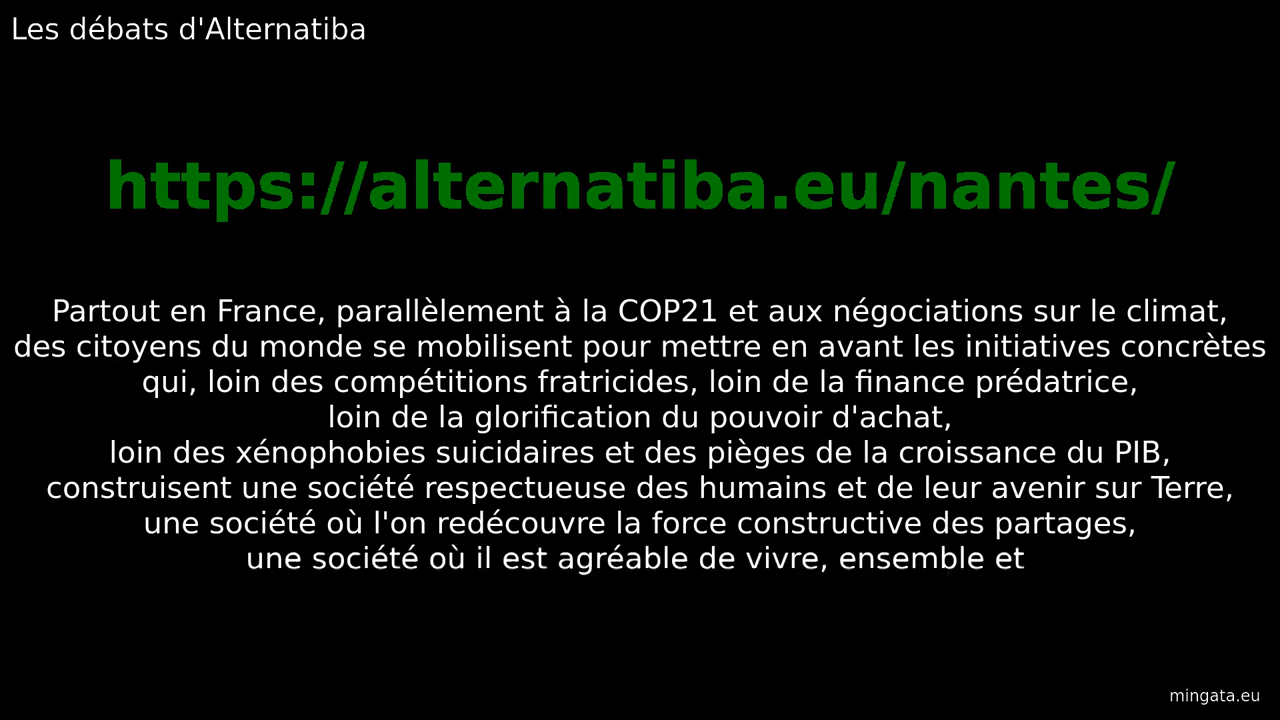 Les débats d'Alternatiba
https://alternatiba.eu/nantes/
Partout en France, parallèlement à la COP21 et aux négociations sur le climat,
des citoyens du monde se mobilisent pour mettre en avant les initiatives concrètes
qui, loin des compétitions fratricides, loin de la finance prédatrice,
loin de la glorification du pouvoir d'achat,
loin des xénophobies suicidaires et des pièges de la croissance du PIB,
construisent une société respectueuse des humains et de leur avenir sur Terre,
une société où l'on redécouvre la force constructive des partages,
une société où il est agréable de vivre, ensemble et
mingata.eu